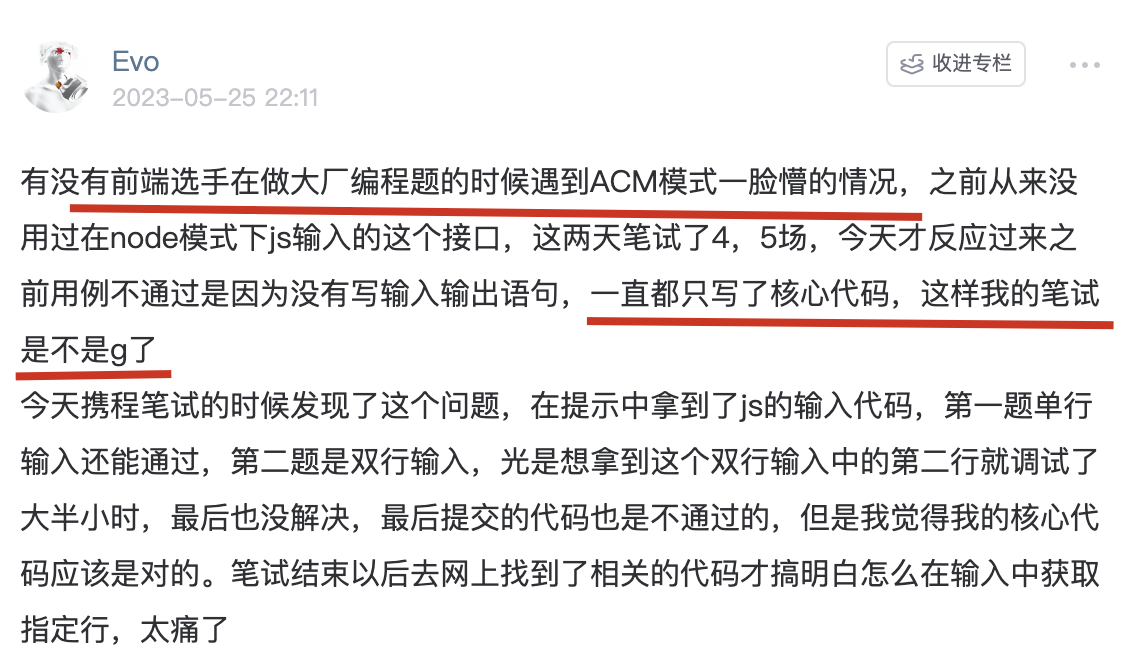 Evo
收进专栏
2023-05-25 22:11
有没有前端选手在做大厂编程题的时候遇到ACM模式一脸懵的情况，之前从来没
用过在node模式下js输入的这个接口，这两天笔试了4，5场，今天才反应过来之
前用例不通过是因为没有写输入输出语句，一直都只写了核心代码，这样我的笔试
是不是g了
今天携程笔试的时候发现了这个问题，在提示中拿到了js的输入代码，第一题单行
输入还能通过，第二题是双行输入，光是想拿到这个双行输入中的第二行就调试了
大半小时，最后也没解决，最后提交的代码也是不通过的，但是我觉得我的核心代
码应该是对的。笔试结束以后去网上找到了相关的代码才搞明白怎么在输入中获取
指定行，太痛了